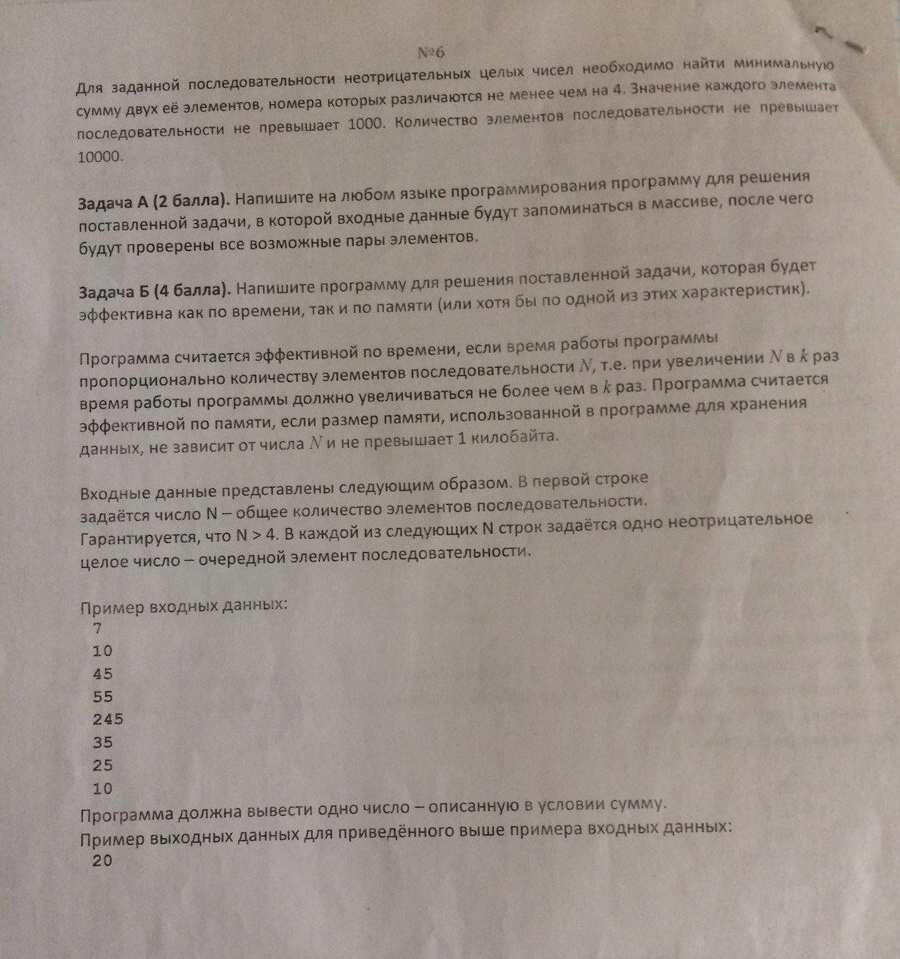 №6
Для заданной последовательности неотрицательных целых чисел необходимо найти минимальную
сумму двух её элементов, номера которых различаются не менее чем на 4. Значение каждого элемента
последовательности не превышает 1000. Количество элементов последовательности не превышает
10000.
Задача А (2 балла). Напишите на любом языке программирования программу для решения
поставленной задачи, в которой входные данные будут запоминаться в массиве, после чего
будут проверены все возможные пары элементов.
Задача Б (4 балла). Напишите программу для решения поставленной задачи, которая будет
эффективна как по времени, так и по памяти (или хотя бы по одной из этих характеристик).
Программа считается эффективной по времени, если время работы программы
пропорционально количеству элементов последовательности N, т.е. при увеличении N в k раз
время работы программы должно увеличиваться не более чем в k раз. Программа считается
эффективной по памяти, если размер памяти, использованной в программе для хранения
данных, не зависит от числа N и не превышает 1 килобайта.
Входные данные представлены следующим образом. В первой строке
задаётся число N – общее количество элементов последовательности.
Гарантируется, что N > 4. В каждой из следующих N строк задаётся одно неотрицательное
целое число – очередной элемент последовательности.
Пример входных данных:
7
10
45
55
245
35
25
10
Программа должна вывести одно число – описанную в условии сумму.
Пример выходных данных для приведённого выше примера входных данных:
20